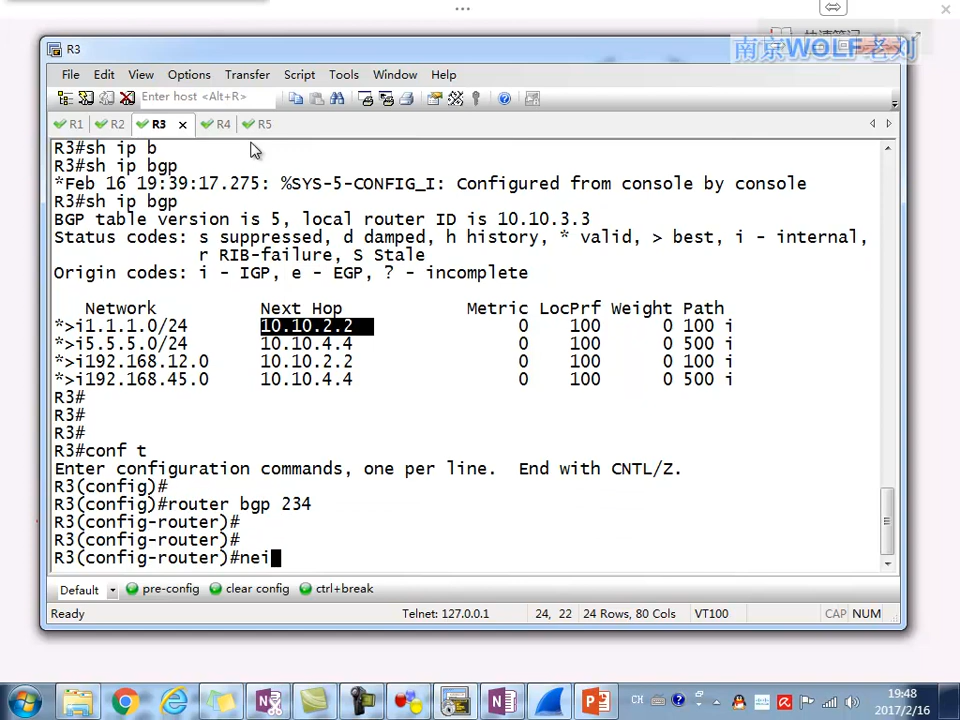 南京WOLF老刘
R3
File Edit View Options Transfer Script Tools Window Help
Enter host <Alt+R>
R1 R2 R3 R4 R5
R3#sh ip b
R3#sh ip bgp
*Feb 16 19:39:17.275: %SYS-5-CONFIG_I: Configured from console by console
R3#sh ip bgp
BGP table version is 5, local router ID is 10.10.3.3
Status codes: s suppressed, d damped, h history, * valid, > best, i - internal,
r RIB-failure, S Stale
Origin codes: i - IGP, e - EGP, ? - incomplete
Network Next Hop Metric LocPrf Weight Path
*>i1.1.1.0/24 10.10.2.2 0 100 0 100 i
*>i5.5.5.0/24 10.10.4.4 0 100 0 500 i
*>i192.168.12.0 10.10.2.2 0 100 0 100 i
*>i192.168.45.0 10.10.4.4 0 100 0 500 i
R3#
R3#
R3#
R3#conf t
Enter configuration commands, one per line. End with CNTL/Z.
R3(config)#
R3(config)#router bgp 234
R3(config-router)#
R3(config-router)#
R3(config-router)#nei
Default pre-config clear config ctrl+break
Ready Telnet: 127.0.0.1 24, 22 24 Rows, 80 Cols VT100 CAP NUM
CH 19:48
2017/2/16